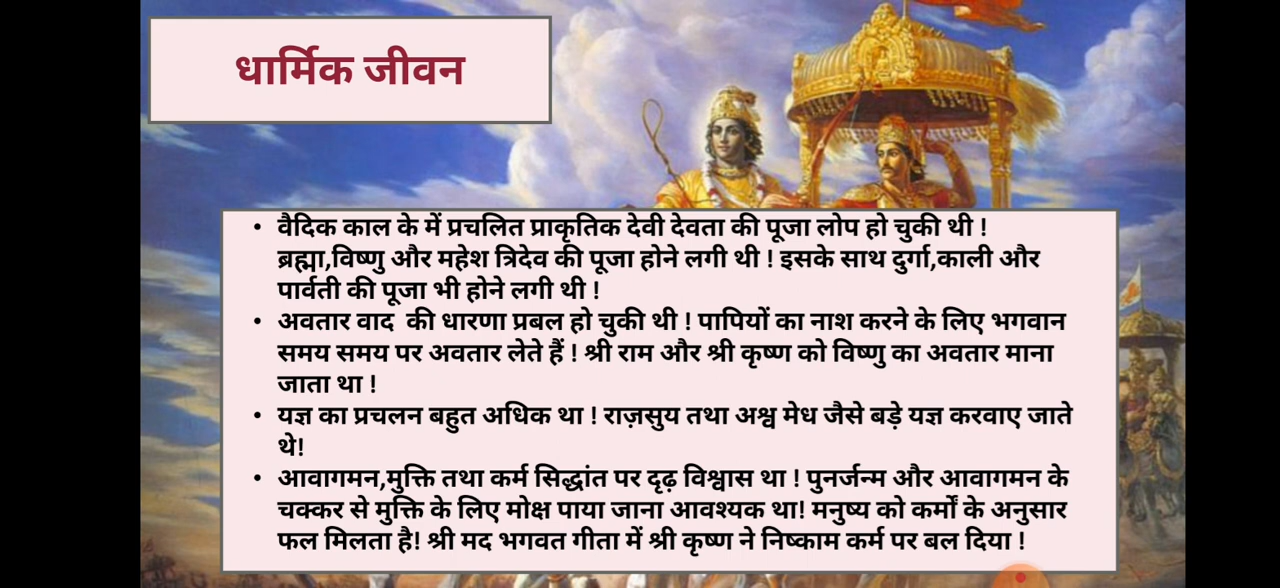 धार्मिक जीवन
• वैदिक काल के में प्रचलित प्राकृतिक देवी देवता की पूजा लोप हो चुकी थी !
ब्रह्मा,विष्णु और महेश त्रिदेव की पूजा होने लगी थी ! इसके साथ दुर्गा,काली और
पार्वती की पूजा भी होने लगी थी !
• अवतार वाद की धारणा प्रबल हो चुकी थी ! पापियों का नाश करने के लिए भगवान
समय समय पर अवतार लेते हैं ! श्री राम और श्री कृष्ण को विष्णु का अवतार माना
जाता था !
• यज्ञ का प्रचलन बहुत अधिक था ! राज़सुय तथा अश्व मेध जैसे बड़े यज्ञ करवाए जाते
थे!
• आवागमन,मुक्ति तथा कर्म सिद्धांत पर दृढ़ विश्वास था ! पुनर्जन्म और आवागमन के
चक्कर से मुक्ति के लिए मोक्ष पाया जाना आवश्यक था! मनुष्य को कर्मों के अनुसार
फल मिलता है! श्री मद भगवत गीता में श्री कृष्ण ने निष्काम कर्म पर बल दिया !